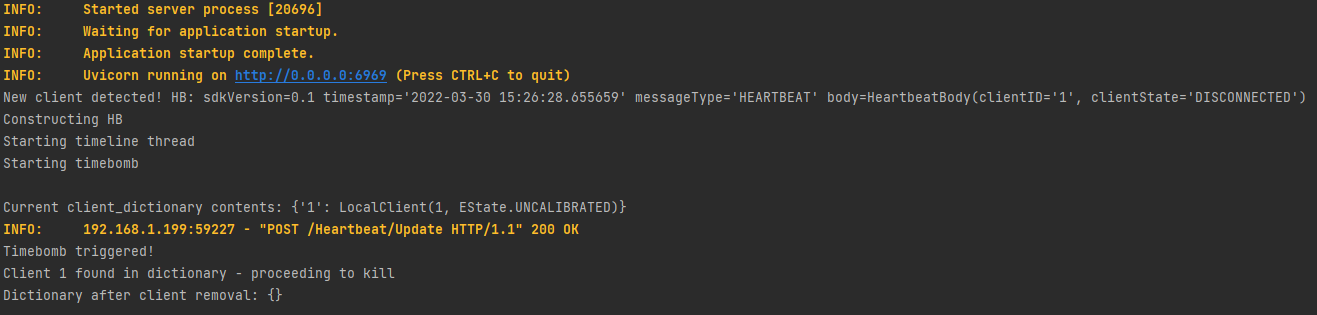 INFO:     Started server process [20696]
INFO:     Waiting for application startup.
INFO:     Application startup complete.
INFO:     Uvicorn running on http://0.0.0.0:6969 (Press CTRL+C to quit)
New client detected! HB: sdkVersion=0.1 timestamp='2022-03-30 15:26:28.655659' messageType='HEARTBEAT' body=HeartbeatBody(clientID='1', clientState='DISCONNECTED')
Constructing HB
Starting timeline thread
Starting timebomb
Current client_dictionary contents: {'1': LocalClient(1, EState.UNCALIBRATED)}
INFO:     192.168.1.199:59227 - "POST /Heartbeat/Update HTTP/1.1" 200 OK
Timebomb triggered!
Client 1 found in dictionary - proceeding to kill
Dictionary after client removal: {}